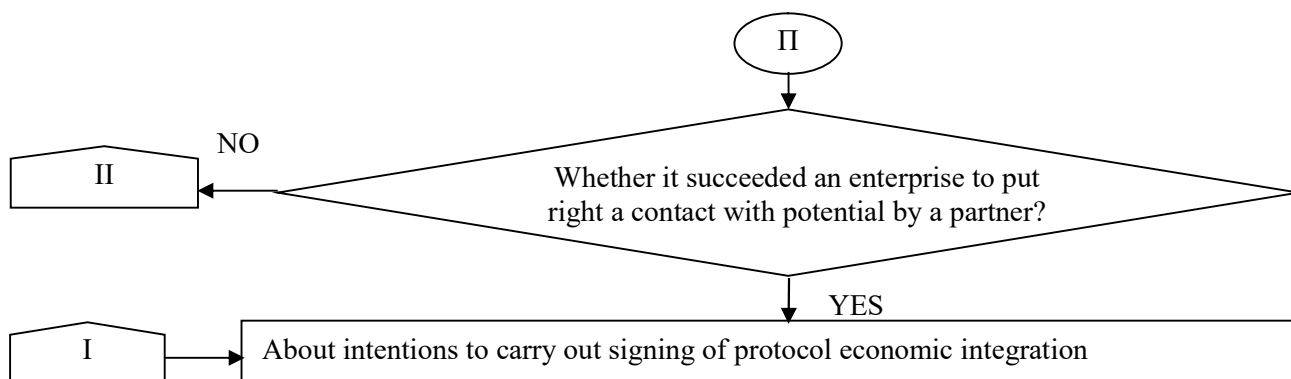 П
NO
II
Whether it succeeded an enterprise to put
right a contact with potential by a partner?
YES
I
About intentions to carry out signing of protocol economic integration